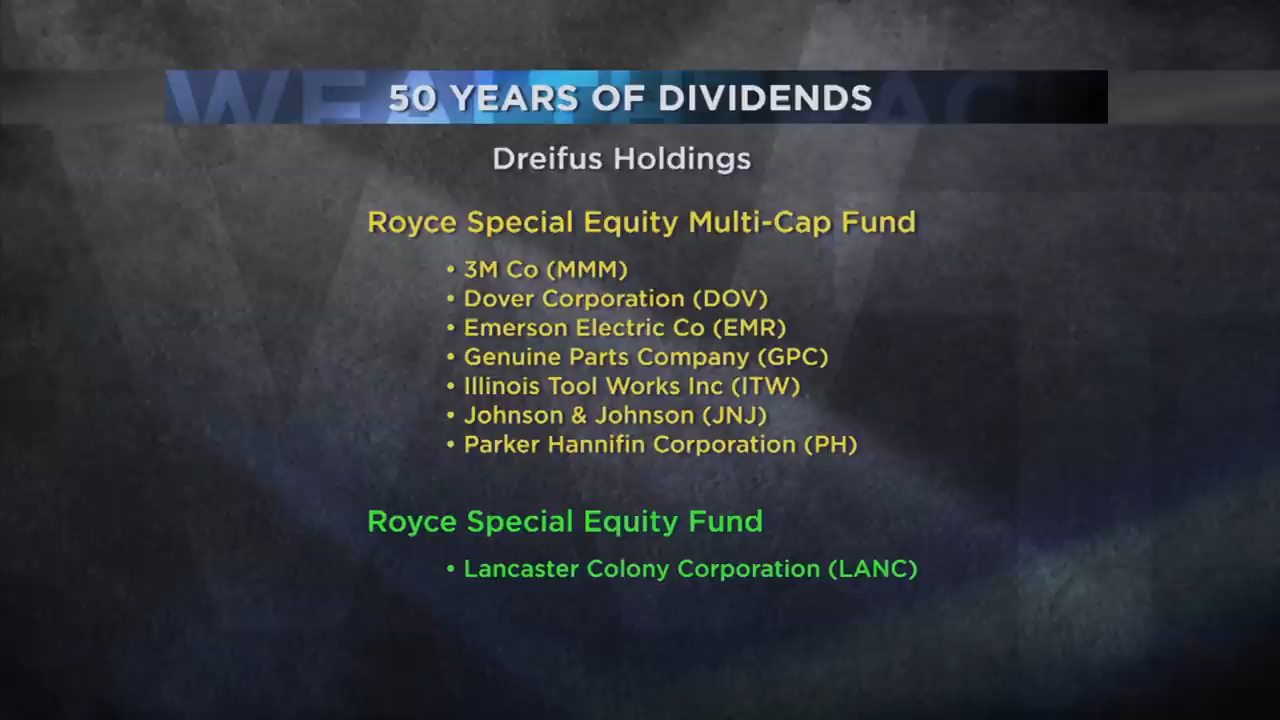 50 YEARS OF DIVIDENDS
Dreifus Holdings
Royce Special Equity Multi-Cap Fund
• 3M Co (MMM)
• Dover Corporation (DOV)
• Emerson Electric Co (EMR)
• Genuine Parts Company (GPC)
• Illinois Tool Works Inc (ITW)
• Johnson & Johnson (JNJ)
• Parker Hannifin Corporation (PH)
Royce Special Equity Fund
• Lancaster Colony Corporation (LANC)